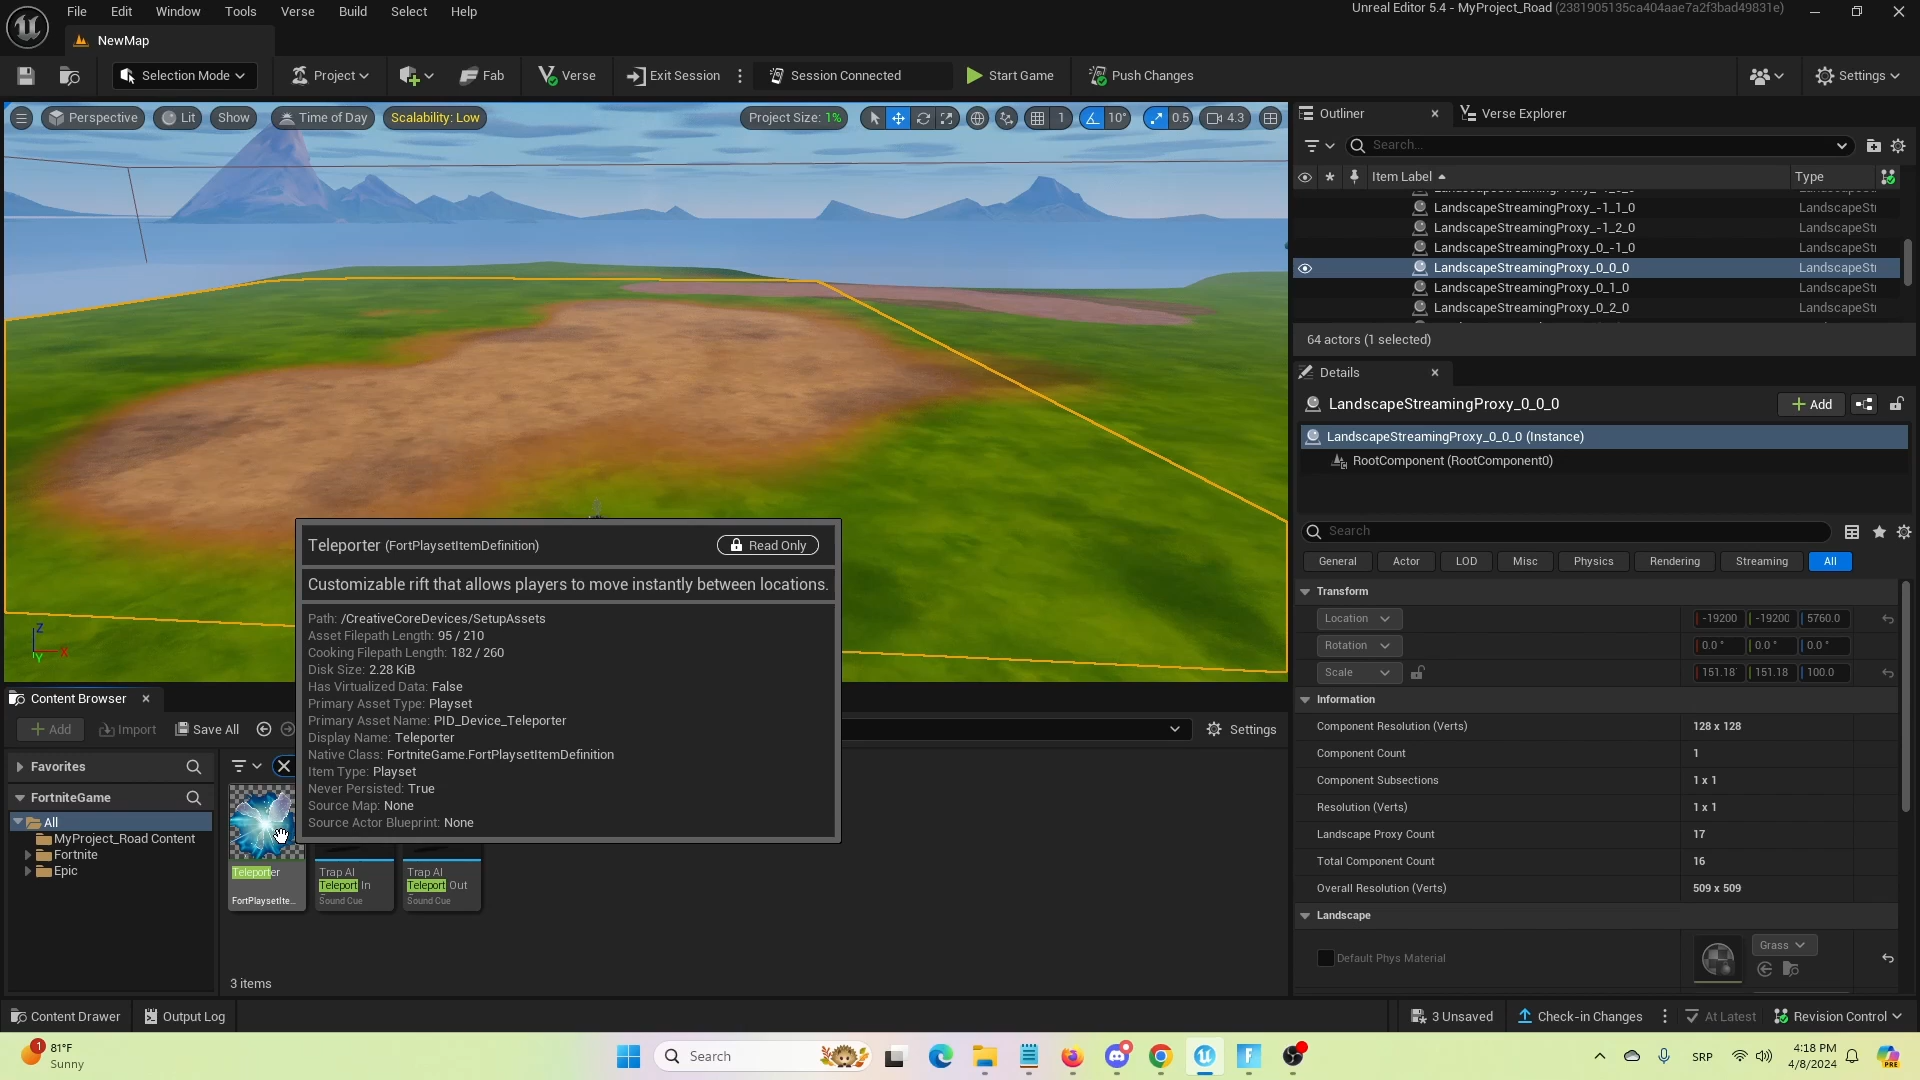 File Edit Window Tools Verse Build Select Help
Unreal Editor 5.4 - MyProject_Road (2381905135ca404aae7a2f3bad49831e)
NewMap
Selection Mode
Project
Fab
Verse
Exit Session
Session Connected
Start Game
Push Changes
Settings
Perspective
Lit
Show
Time of Day
Scalability: Low
Project Size: 1%
1
10°
0.5
4.3
Z
X
Y
Teleporter (FortPlaysetItemDefinition)
Read Only
Customizable rift that allows players to move instantly between locations.
Path: /CreativeCoreDevices/SetupAssets
Asset Filepath Length: 95 / 210
Cooking Filepath Length: 182 / 260
Disk Size: 2.28 KiB
Has Virtualized Data: False
Primary Asset Type: Playset
Primary Asset Name: PID_Device_Teleporter
Display Name: Teleporter
Native Class: FortniteGame.FortPlaysetItemDefinition
Item Type: Playset
Never Persisted: True
Source Map: None
Source Actor Blueprint: None
Content Browser
Add
Import
Save All
Settings
Favorites
FortniteGame
All
MyProject_Road Content
Fortnite
Epic
Teleporter
FortPlaysetIte...
Trap AI
Teleport In
Sound Cue
Trap AI
Teleport Out
Sound Cue
3 items
Outliner
Verse Explorer
Search...
Item Label
Type
LandscapeStreamingProxy_-1_1_0 LandscapeStr
LandscapeStreamingProxy_-1_2_0 LandscapeStr
LandscapeStreamingProxy_0_-1_0 LandscapeStr
LandscapeStreamingProxy_0_0_0 LandscapeStr
LandscapeStreamingProxy_0_1_0 LandscapeStr
LandscapeStreamingProxy_0_2_0 LandscapeStr
64 actors (1 selected)
Details
LandscapeStreamingProxy_0_0_0
Add
LandscapeStreamingProxy_0_0_0 (Instance)
RootComponent (RootComponent0)
Search
General Actor LOD Misc Physics Rendering Streaming All
Transform
Location -19200 -19200 5760.0
Rotation 0.0 ° 0.0 ° 0.0 °
Scale 151.18 151.18 100.0
Information
Component Resolution (Verts) 128 x 128
Component Count 1
Component Subsections 1 x 1
Resolution (Verts) 1 x 1
Landscape Proxy Count 17
Total Component Count 16
Overall Resolution (Verts) 509 x 509
Landscape
Default Phys Material
Grass
Content Drawer
Output Log
3 Unsaved
Check-in Changes
At Latest
Revision Control
1
81°F
Sunny
Search
SRP
4:18 PM
4/8/2024
PRE